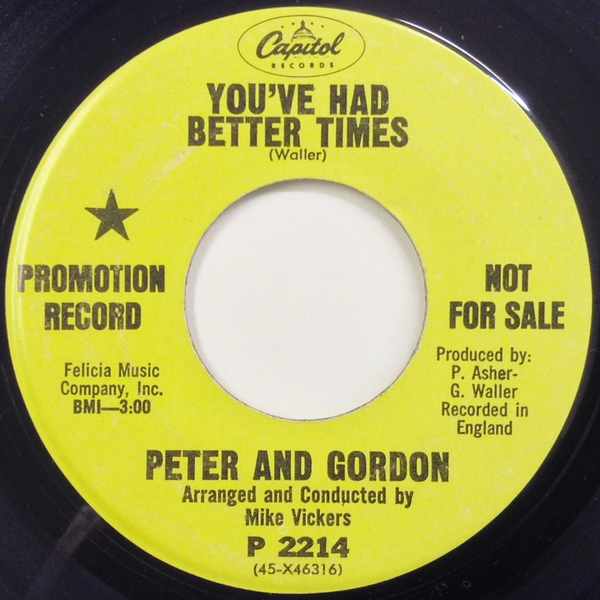 Capitol
RECORDS
YOU'VE HAD
BETTER TIMES
(Waller)
PROMOTION
RECORD
NOT
FOR SALE
Felicia Music
Company, Inc.
BMI—3:00
Produced by:
P. Asher-
G. Waller
Recorded in
England
PETER AND GORDON
Arranged and Conducted by
Mike Vickers
P 2214
(45-X46316)